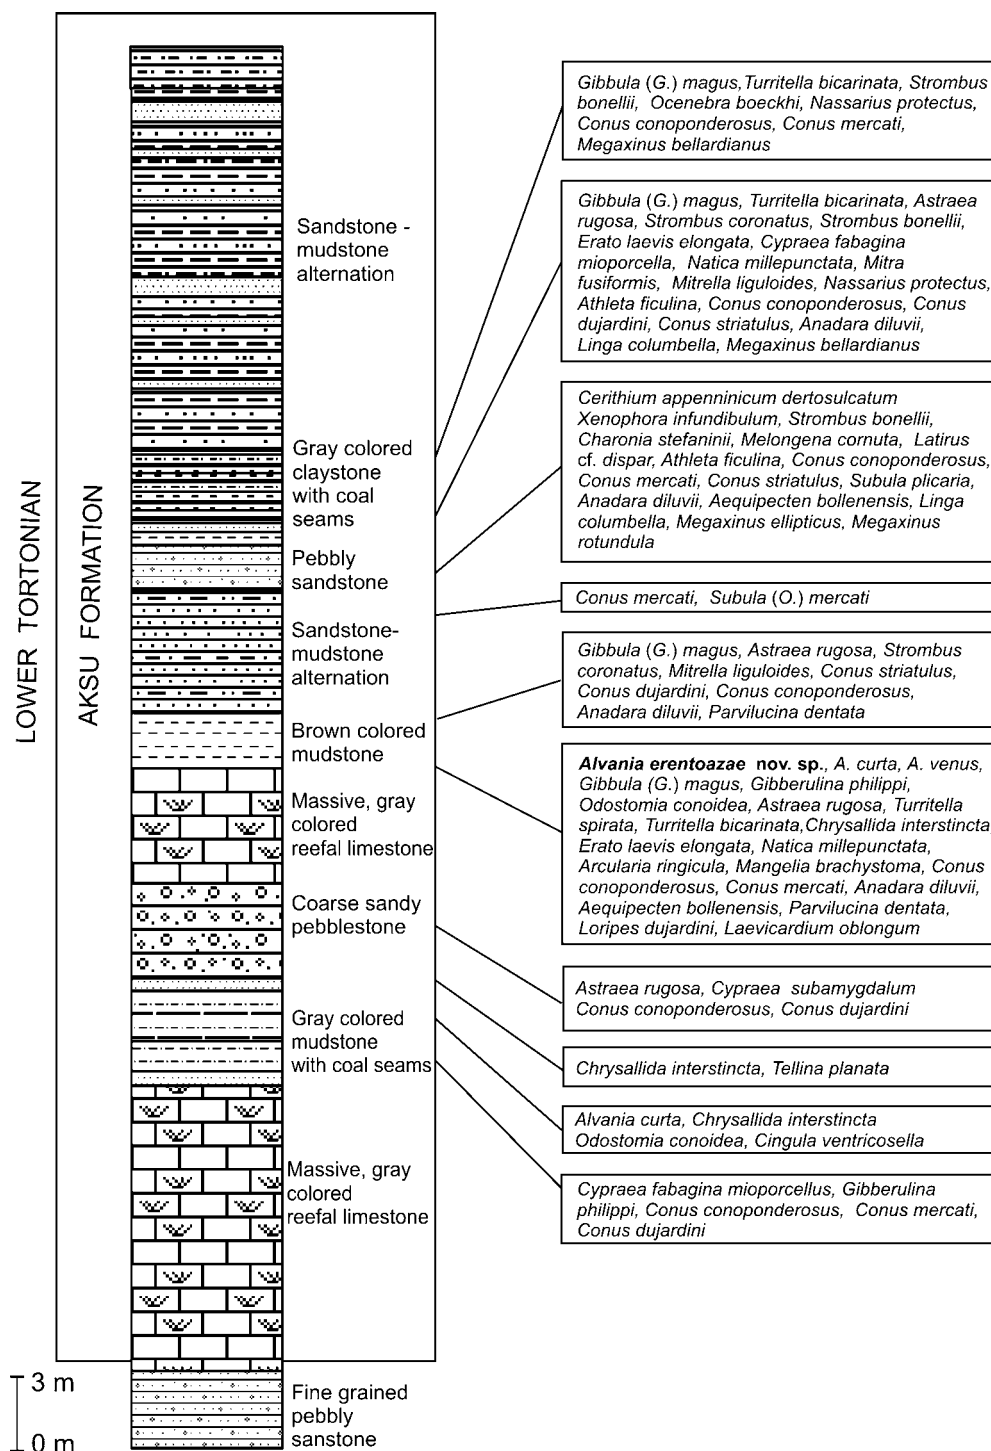 LOWER TORTONIAN
AKSU FORMATION
Sandstone -
mudstone
alternation
Gray colored
claystone
with coal
seams
Pebbly
sandstone
Sandstone-
mudstone
alternation
Brown colored
mudstone
Massive, gray
colored
reefal limestone
Coarse sandy
pebblestone
Gray colored
mudstone
with coal seams
Massive, gray
colored
reefal limestone
Fine grained
pebbly
sanstone
3 m
0 m
Gibbula (G.) magus,Turritella bicarinata, Strombus
bonellii, Ocenebra boeckhi, Nassarius protectus,
Conus conoponderosus, Conus mercati,
Megaxinus bellardianus
Gibbula (G.) magus, Turritella bicarinata, Astraea
rugosa, Strombus coronatus, Strombus bonellii,
Erato laevis elongata, Cypraea fabagina
mioporcella, Natica millepunctata, Mitra
fusiformis, Mitrella liguloides, Nassarius protectus,
Athleta ficulina, Conus conoponderosus, Conus
dujardini, Conus striatulus, Anadara diluvii,
Linga columbella, Megaxinus bellardianus
Cerithium appenninicum dertosulcatum
Xenophora infundibulum, Strombus bonellii,
Charonia stefaninii, Melongena cornuta, Latirus
cf. dispar, Athleta ficulina, Conus conoponderosus,
Conus mercati, Conus striatulus, Subula plicaria,
Anadara diluvii, Aequipecten bollenensis, Linga
columbella, Megaxinus ellipticus, Megaxinus
rotundula
Conus mercati, Subula (O.) mercati
Gibbula (G.) magus, Astraea rugosa, Strombus
coronatus, Mitrella liguloides, Conus striatulus,
Conus dujardini, Conus conoponderosus,
Anadara diluvii, Parvilucina dentata
Alvania erentoazae nov. sp., A. curta, A. venus,
Gibbula (G.) magus, Gibberulina philippi,
Odostomia conoidea, Astraea rugosa, Turritella
spirata, Turritella bicarinata,Chrysallida interstincta,
Erato laevis elongata, Natica millepunctata,
Arcularia ringicula, Mangelia brachystoma, Conus
conoponderosus, Conus mercati, Anadara diluvii,
Aequipecten bollenensis, Parvilucina dentata,
Loripes dujardini, Laevicardium oblongum
Astraea rugosa, Cypraea subamygdalum
Conus conoponderosus, Conus dujardini
Chrysallida interstincta, Tellina planata
Alvania curta, Chrysallida interstincta
Odostomia conoidea, Cingula ventricosella
Cypraea fabagina mioporcellus, Gibberulina
philippi, Conus conoponderosus, Conus mercati,
Conus dujardini